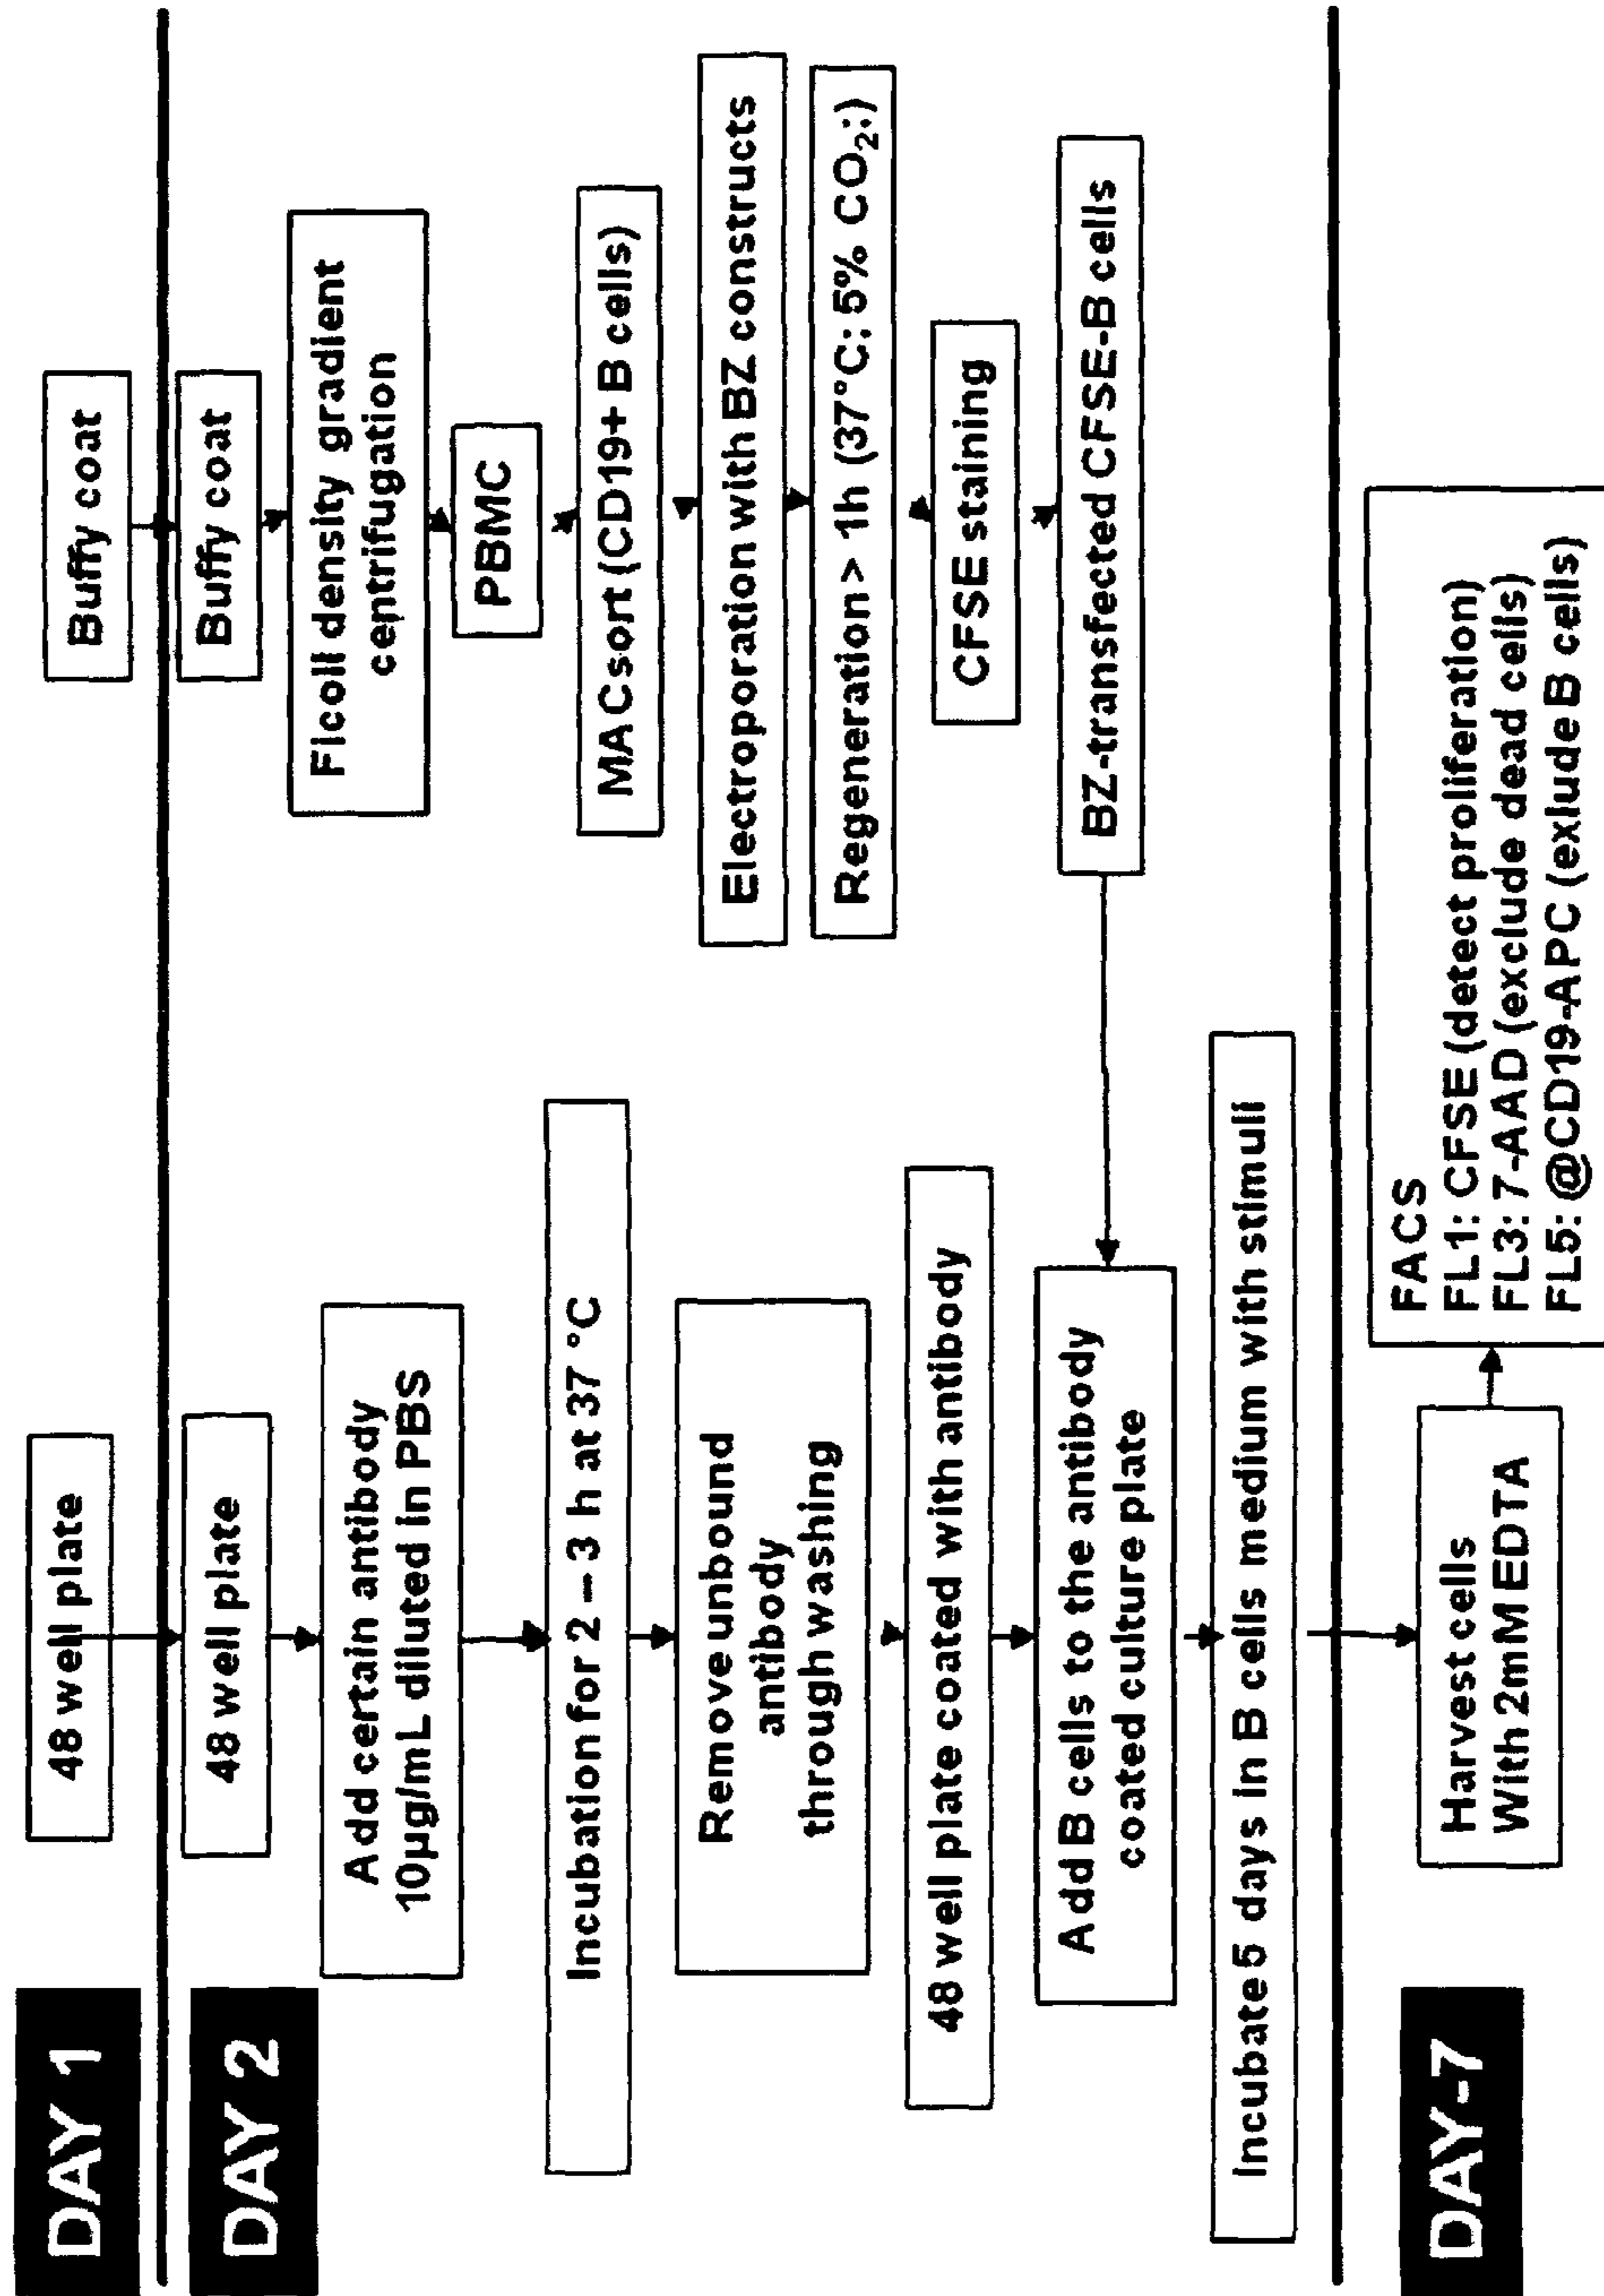 DAY 1
48 well plate
Buffy coat
DAY 2
48 well plate
Add certain antibody
10µg/mL diluted in PBS
Incubation for 2 – 3 h at 37 °C
Remove unbound
antibody
through washing
48 well plate coated with antibody
Add B cells to the antibody
coated culture plate
Incubate 5 days in B cells medium with stimuli
Buffy coat
Ficoll density gradient
centrifugation
PBMC
MACsort (CD19+ B cells)
Electroporation with BZ constructs
Regeneration > 1h (37°C; 5% CO₂;)
CFSE staining
BZ-transfected CFSE-B cells
DAY-7
Harvest cells
With 2mM EDTA
FACS
FL1: CFSE (detect proliferation)
FL3: 7-AAD (exclude dead cells)
FL5: @CD19-APC (exlude B cells)